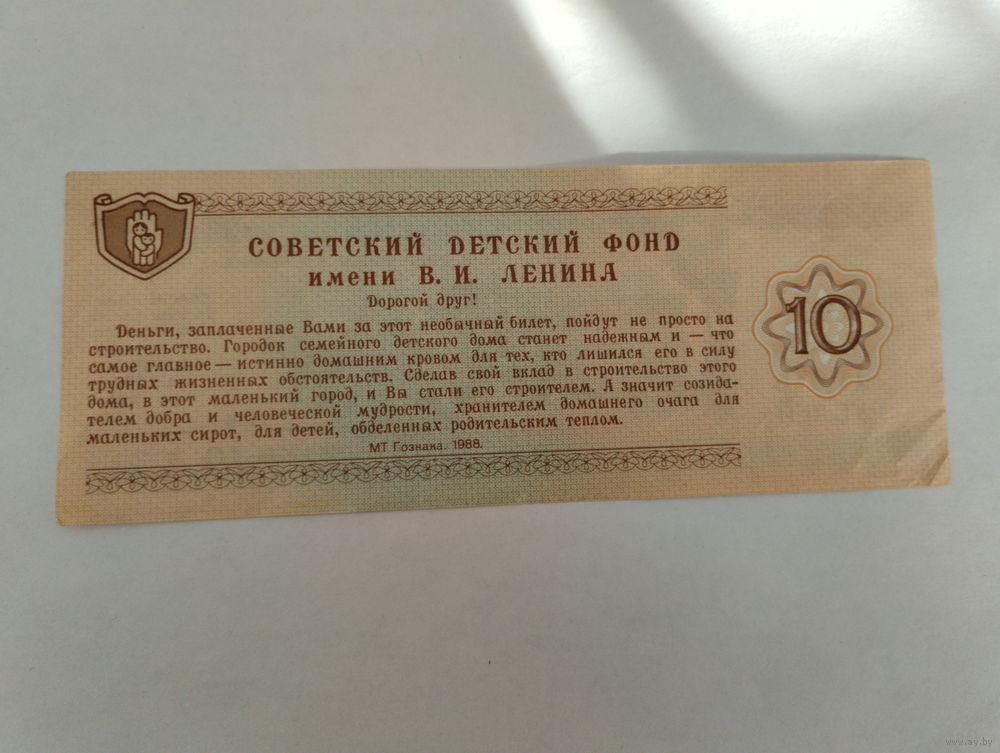 СОВЕТСКИЙ ДЕТСКИЙ ФОНД
имени В. И. ЛЕНИНА
Дорогой друг!
Деньги, заплаченные Вами за этот необычный билет, пойдут не просто на
строительство. Городок семейного детского дома станет надежным и — что
самое главное — истинно домашним кровом для тех, кто лишился его в силу
трудных жизненных обстоятельств. Сделав свой вклад в строительство этого
дома, в этот маленький город, и Вы стали его строителем. А значит созида-
телем добра и человеческой мудрости, хранителем домашнего очага для
маленьких сирот, для детей, обделенных родительским теплом.
МТ Гознака. 1988.
10
www.ay.by